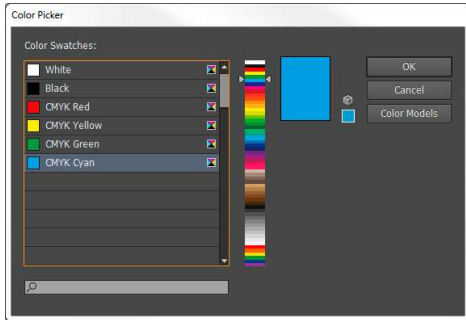 Color Picker
Color Swatches:
White
Black
CMYK Red
CMYK Yellow
CMYK Green
CMYK Cyan
OK
Cancel
Color Models